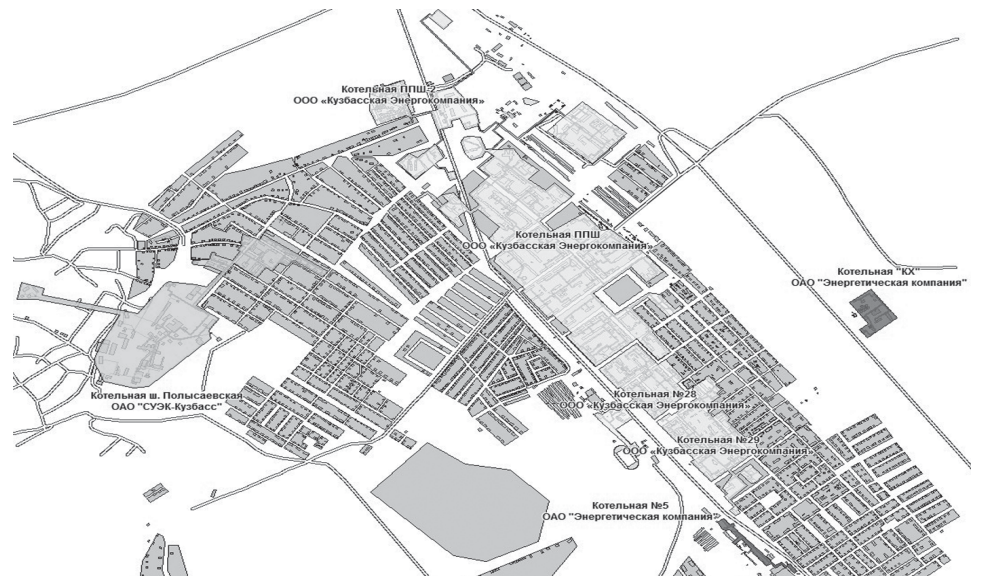 Котельная ППШ-2
ООО «Кузбасская Энергокомпания»
Котельная ППШ
ООО «Кузбасская Энергокомпания»
Котельная "КХ"
ОАО "Энергетическая компания"
Котельная ш. Полысаевская
ОАО "СУЭК-Кузбасс"
Котельная №28
ООО «Кузбасская Энергокомпания»
Котельная №29
ООО «Кузбасская Энергокомпания»
Котельная №5
ОАО "Энергетическая компания"